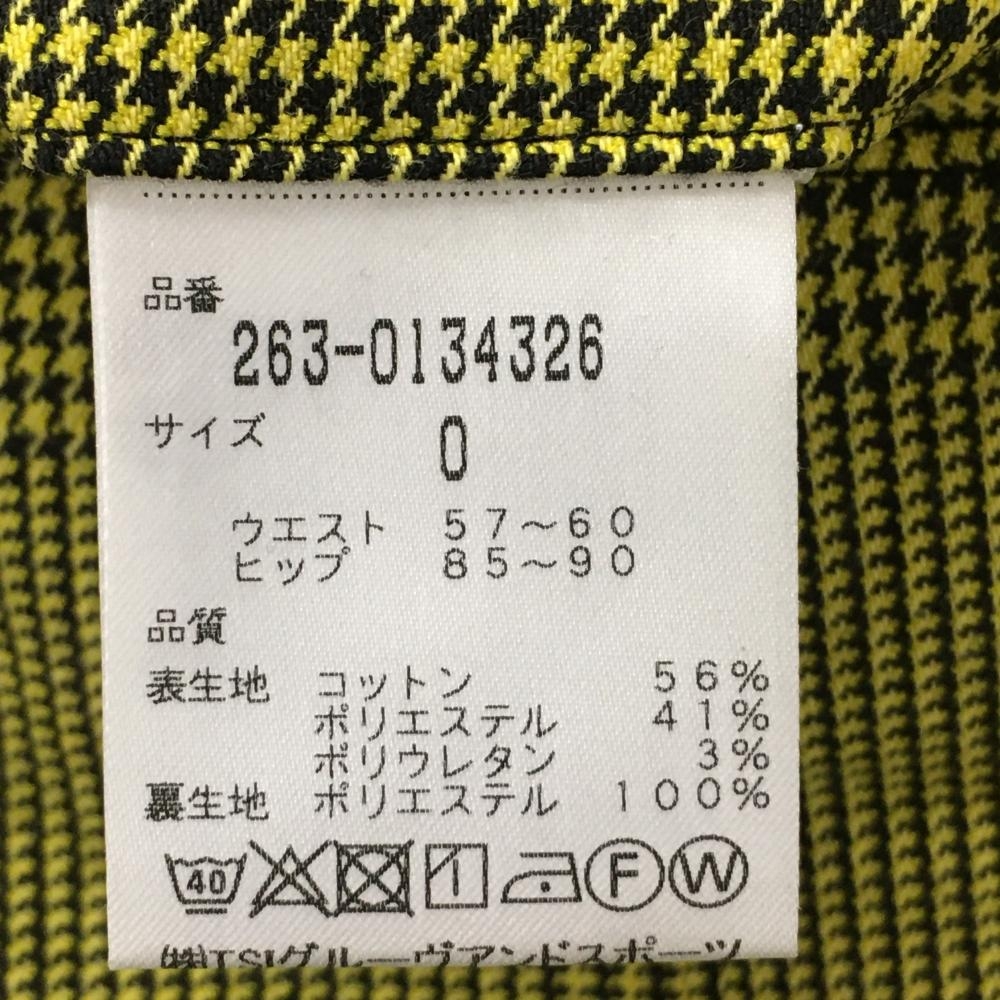 品番
263-0134326
サイズ 0
ウエスト 57～60
ヒップ 85～90
品質
表生地 コットン 56%
ポリエステル 41%
ポリウレタン 3%
裏生地 ポリエステル 100%
40 F W
㈱TSIグルーヴアンドスポーツ